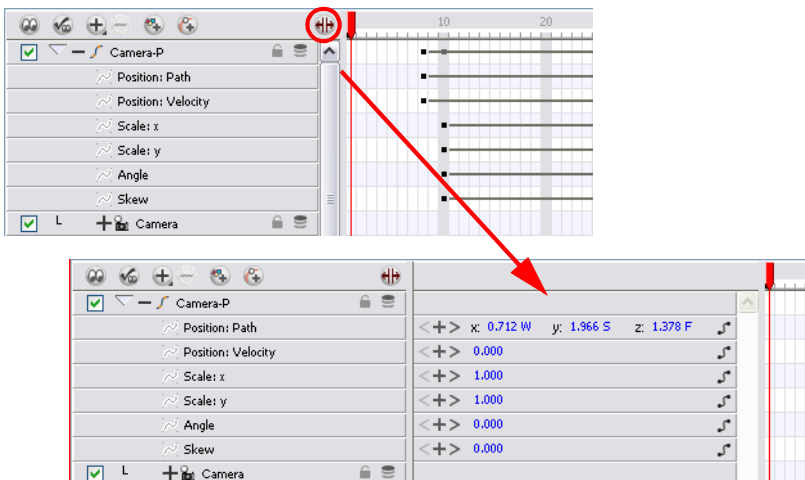 10 20
Camera-P
Position: Path
Position: Velocity
Scale: x
Scale: y
Angle
Skew
L Camera
Camera-P
Position: Path x: 0.712 W y: 1.966 S z: 1.378 F
Position: Velocity 0.000
Scale: x 1.000
Scale: y 1.000
Angle 0.000
Skew 0.000
L Camera